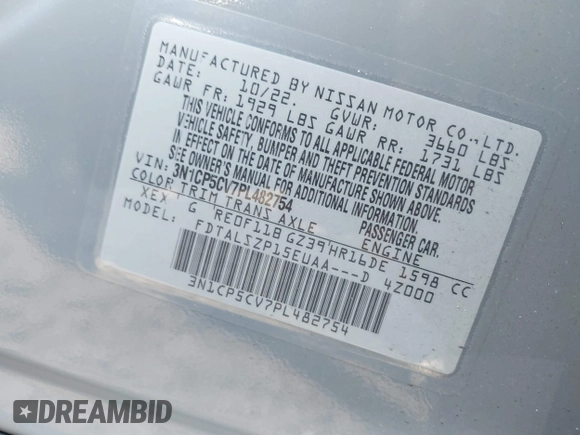 MANUFACTURED BY NISSAN MOTOR CO.,LTD.
DATE: 10/22. GVWR: 3660 LBS
GAWR FR: 1929 LBS GAWR RR: 1731 LBS
THIS VEHICLE CONFORMS TO ALL APPLICABLE FEDERAL MOTOR
VEHICLE SAFETY, BUMPER AND THEFT PREVENTION STANDARDS
IN EFFECT ON THE DATE OF MANUFACTURE SHOWN ABOVE.
SEE OWNER'S MANUAL FOR ADDITIONAL INFORMATION.
VIN: 3N1CP5CV7PL482754 PASSENGER CAR
COLOR TRIM TRANS AXLE ENGINE
XEX G RE0F11B GZ39 HR16DE 1598 CC
MODEL: FDTALSZP15EUAA---D 4Z000
3N1CP5CV7PL482754
DREAMBID